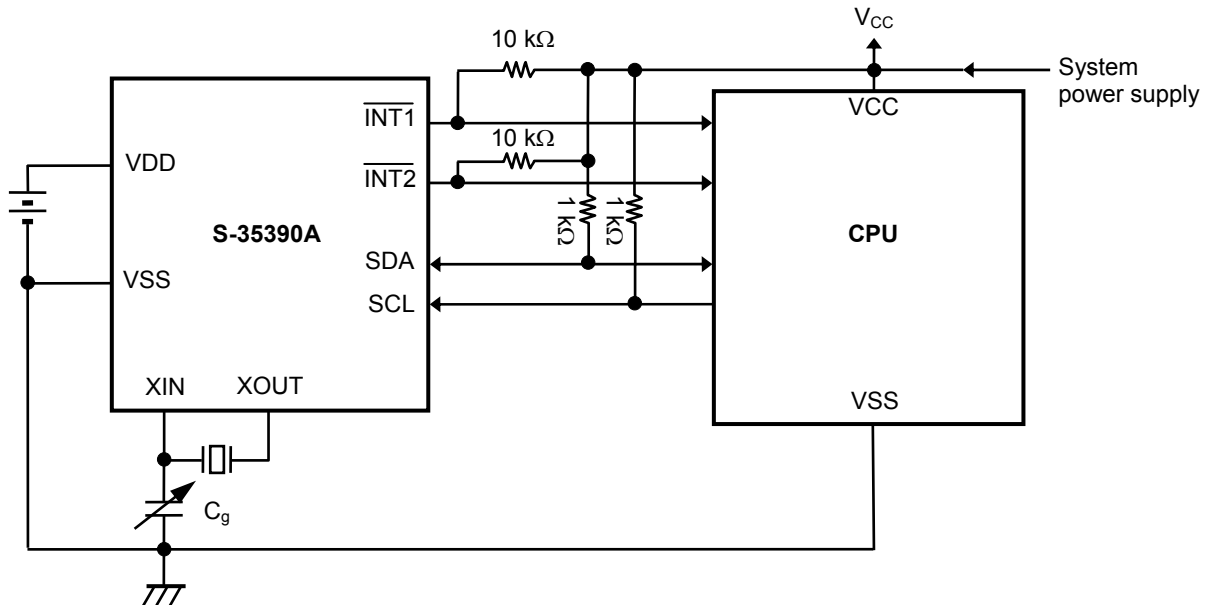 V_CC
10 kΩ
System
power supply
VCC
INT1
10 kΩ
VDD
INT2
1 kΩ
1 kΩ
S-35390A
CPU
SDA
VSS
SCL
XIN
XOUT
VSS
C_g